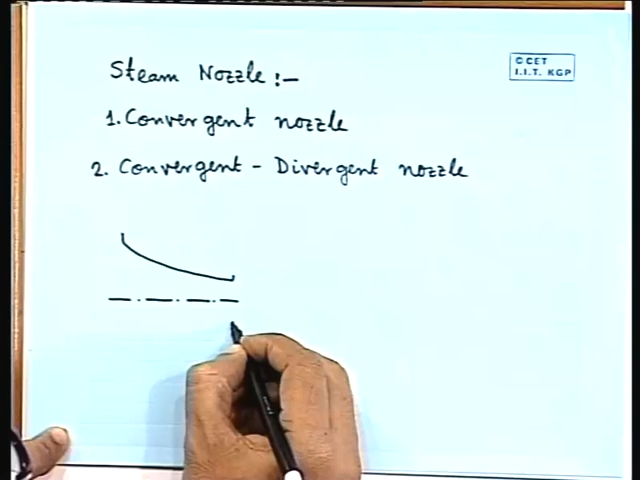 Steam Nozzle :-
© CET
I.I.T. KGP
1. Convergent nozzle
2. Convergent - Divergent nozzle